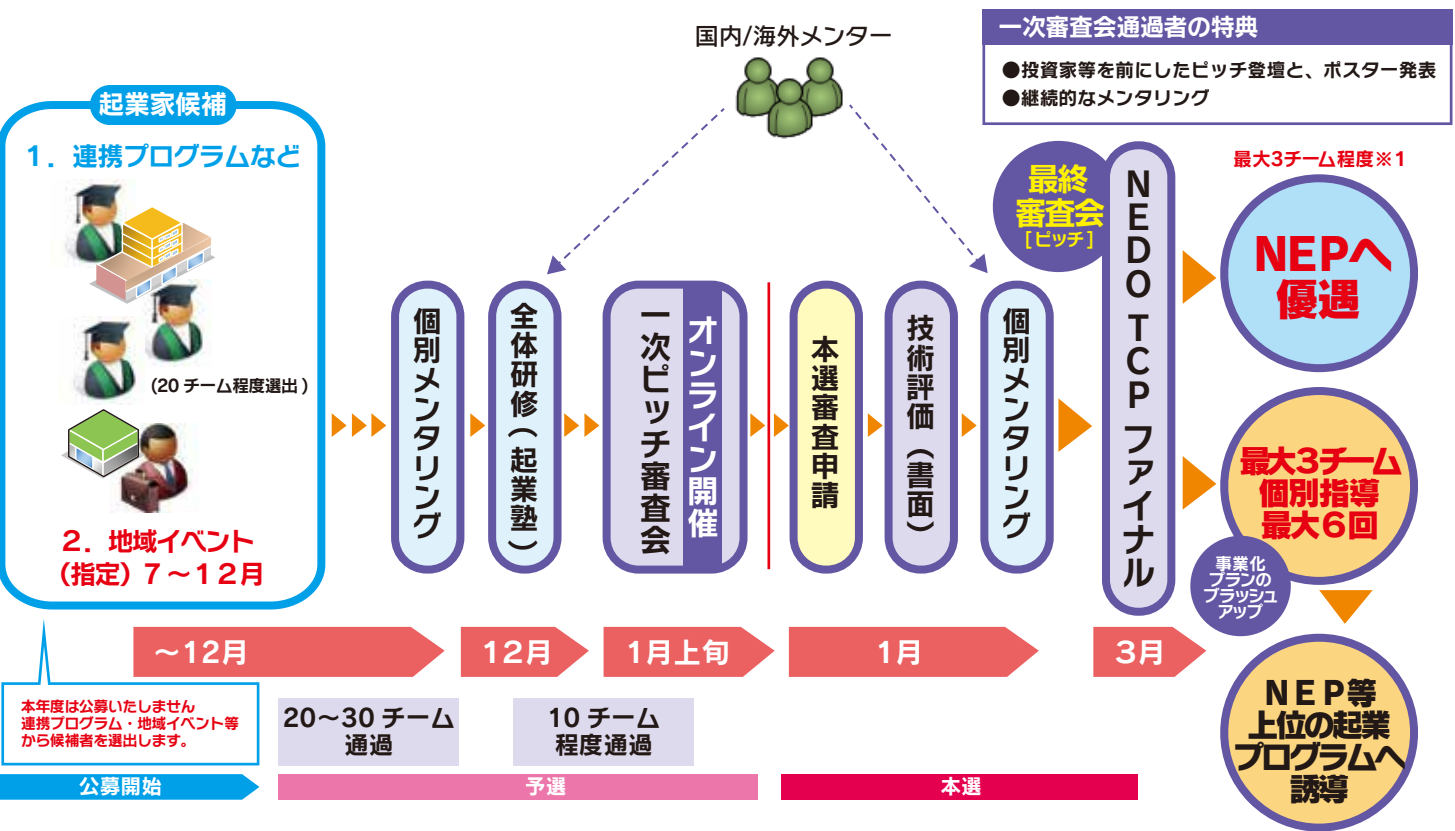 国内/海外メンター
一次審査会通過者の特典
●投資家等を前にしたピッチ登壇と、ポスター発表
●継続的なメンタリング
起業家候補
1. 連携プログラムなど
(20 チーム程度選出)
2. 地域イベント
(指定) 7~12月
個別メンタリング
全体研修(起業塾)
一次ピッチ審査会
オンライン開催
本選審査申請
技術評価(書面)
個別メンタリング
最終
審査会
[ピッチ]
NEDO TCP ファイナル
最大3チーム程度※1
NEPへ
優遇
最大3チーム
個別指導
最大6回
事業化
プランの
ブラッシュ
アップ
NEP等
上位の起業
プログラムへ
誘導
~12月
12月
1月上旬
1月
3月
本年度は公募いたしません
連携プログラム・地域イベント等
から候補者を選出します。
20~30 チーム
通過
10 チーム
程度通過
公募開始
予選
本選